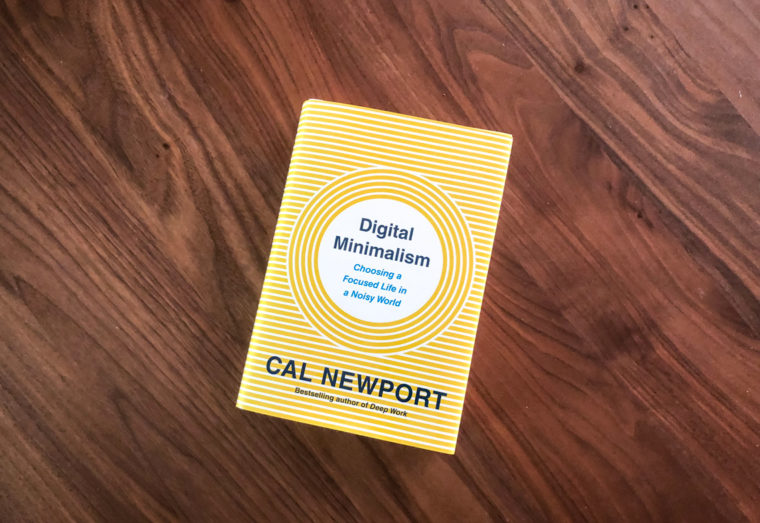 Digital
Minimalism
Choosing a
Focused Life in
a Noisy World
CAL NEWPORT
Bestselling author of Deep Work